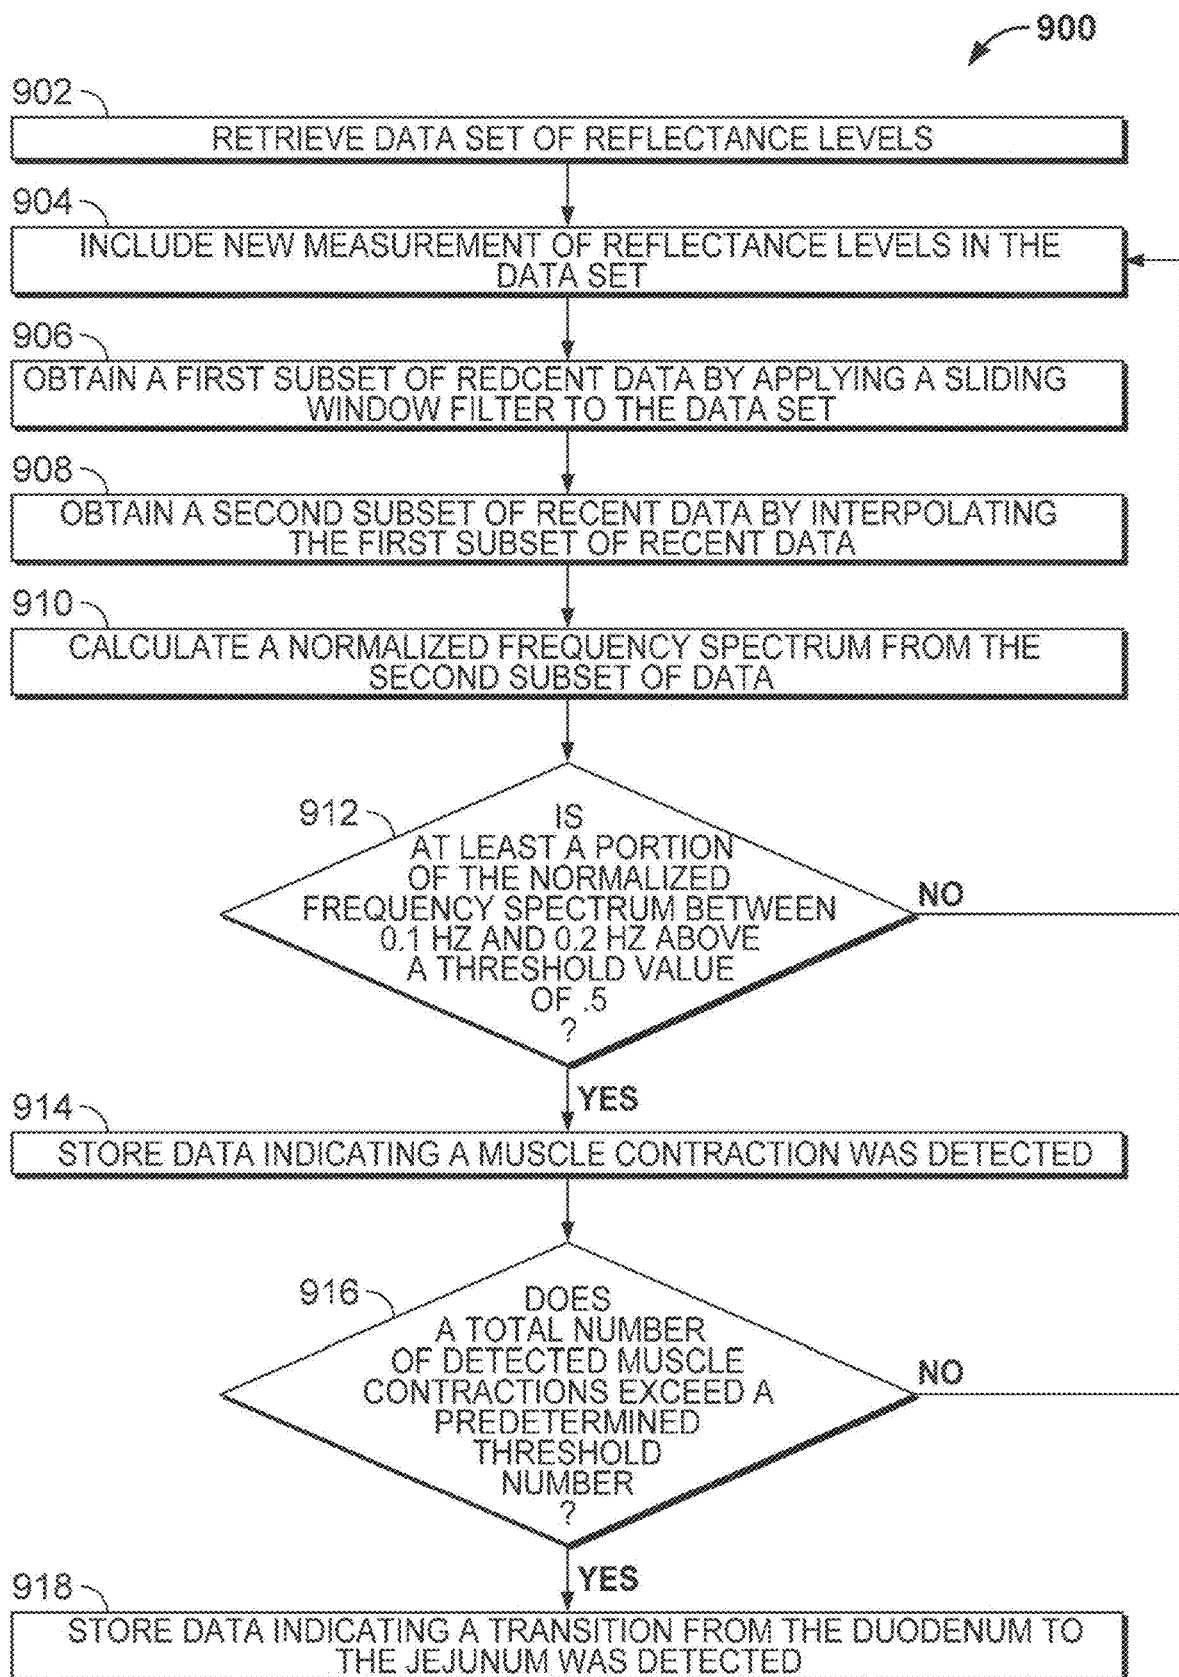 900
902
RETRIEVE DATA SET OF REFLECTANCE LEVELS
904
INCLUDE NEW MEASUREMENT OF REFLECTANCE LEVELS IN THE
DATA SET
906
OBTAIN A FIRST SUBSET OF REDCENT DATA BY APPLYING A SLIDING
WINDOW FILTER TO THE DATA SET
908
OBTAIN A SECOND SUBSET OF RECENT DATA BY INTERPOLATING
THE FIRST SUBSET OF RECENT DATA
910
CALCULATE A NORMALIZED FREQUENCY SPECTRUM FROM THE
SECOND SUBSET OF DATA
912
IS
AT LEAST A PORTION
OF THE NORMALIZED
FREQUENCY SPECTRUM BETWEEN
0.1 HZ AND 0.2 HZ ABOVE
A THRESHOLD VALUE
OF .5
?
NO
YES
914
STORE DATA INDICATING A MUSCLE CONTRACTION WAS DETECTED
916
DOES
A TOTAL NUMBER
OF DETECTED MUSCLE
CONTRACTIONS EXCEED A
PREDETERMINED
THRESHOLD
NUMBER
?
NO
YES
918
STORE DATA INDICATING A TRANSITION FROM THE DUODENUM TO
THE JEJUNUM WAS DETECTED